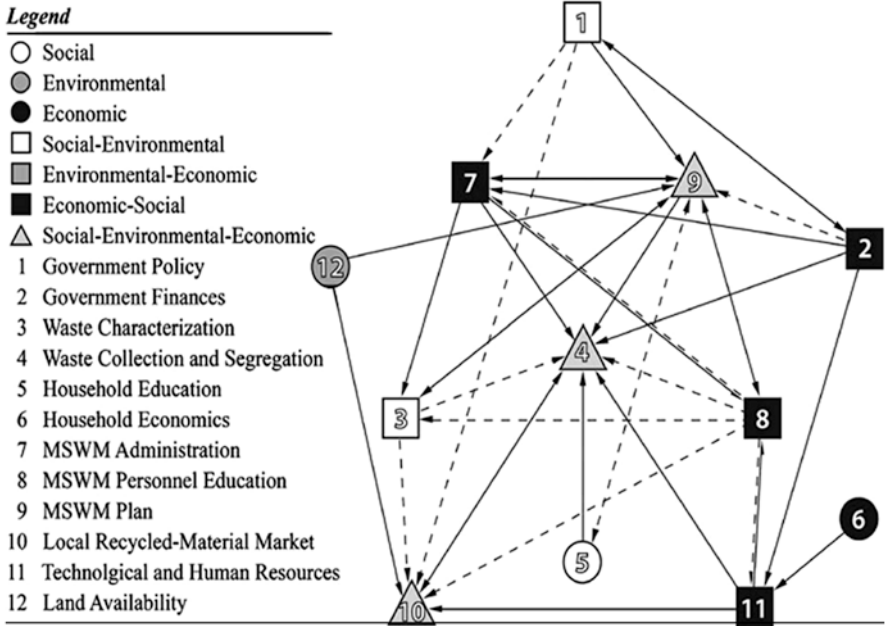 Legend
Social
Environmental
Economic
Social-Environmental
Environmental-Economic
Economic-Social
Social-Environmental-Economic
1 Government Policy
2 Government Finances
3 Waste Characterization
4 Waste Collection and Segregation
5 Household Education
6 Household Economics
7 MSWM Administration
8 MSWM Personnel Education
9 MSWM Plan
10 Local Recycled-Material Market
11 Technolgical and Human Resources
12 Land Availability
1
7
9
2
12
4
3
8
6
5
10
11